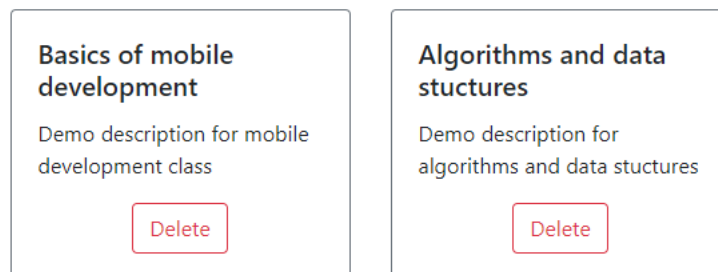 Basics of mobile
development
Demo description for mobile
development class
Delete
Algorithms and data
stuctures
Demo description for
algorithms and data stuctures
Delete